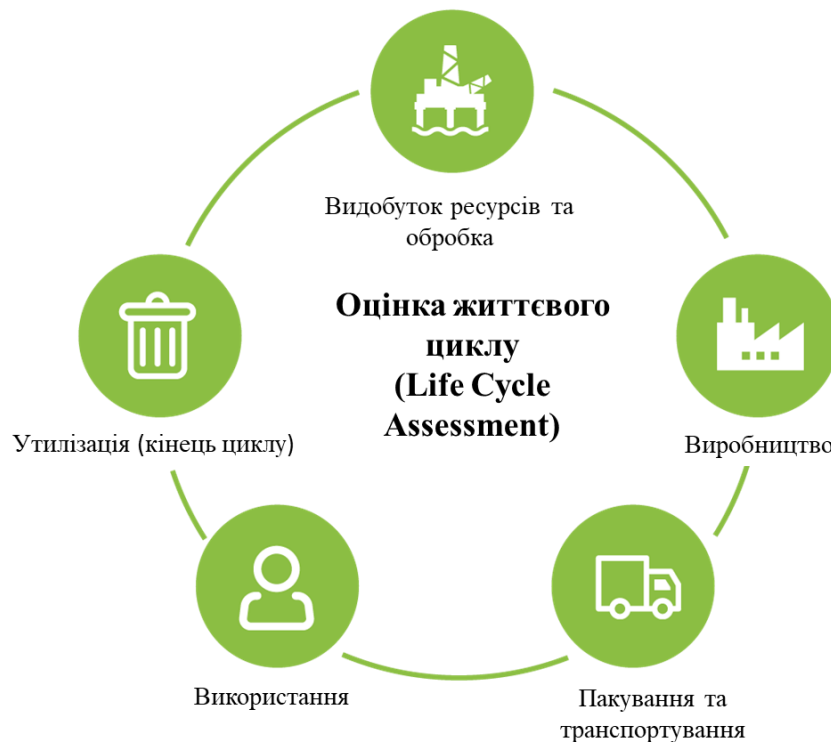 Видобуток ресурсів та
обробка
Оцінка життєвого
циклу
(Life Cycle
Assessment)
Утилізація (кінець циклу)
Виробництво
Використання
Пакування та
транспортування